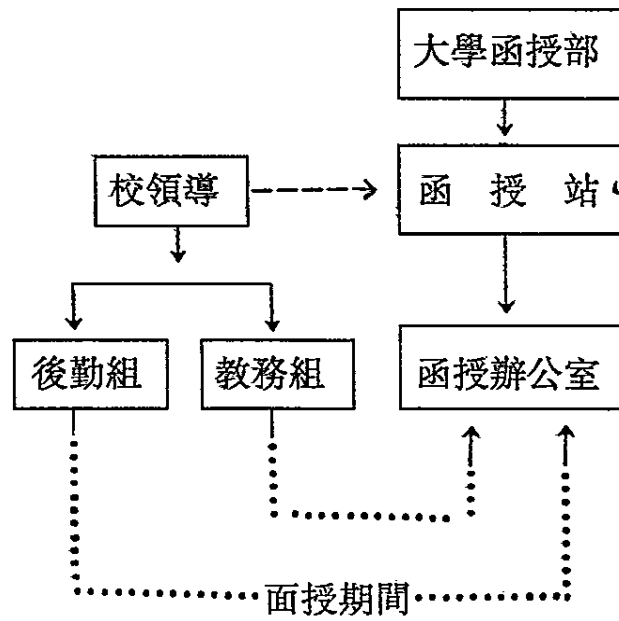 大學函授部
校領導
函授站
後勤組
教務組
函授辦公室
面授期間